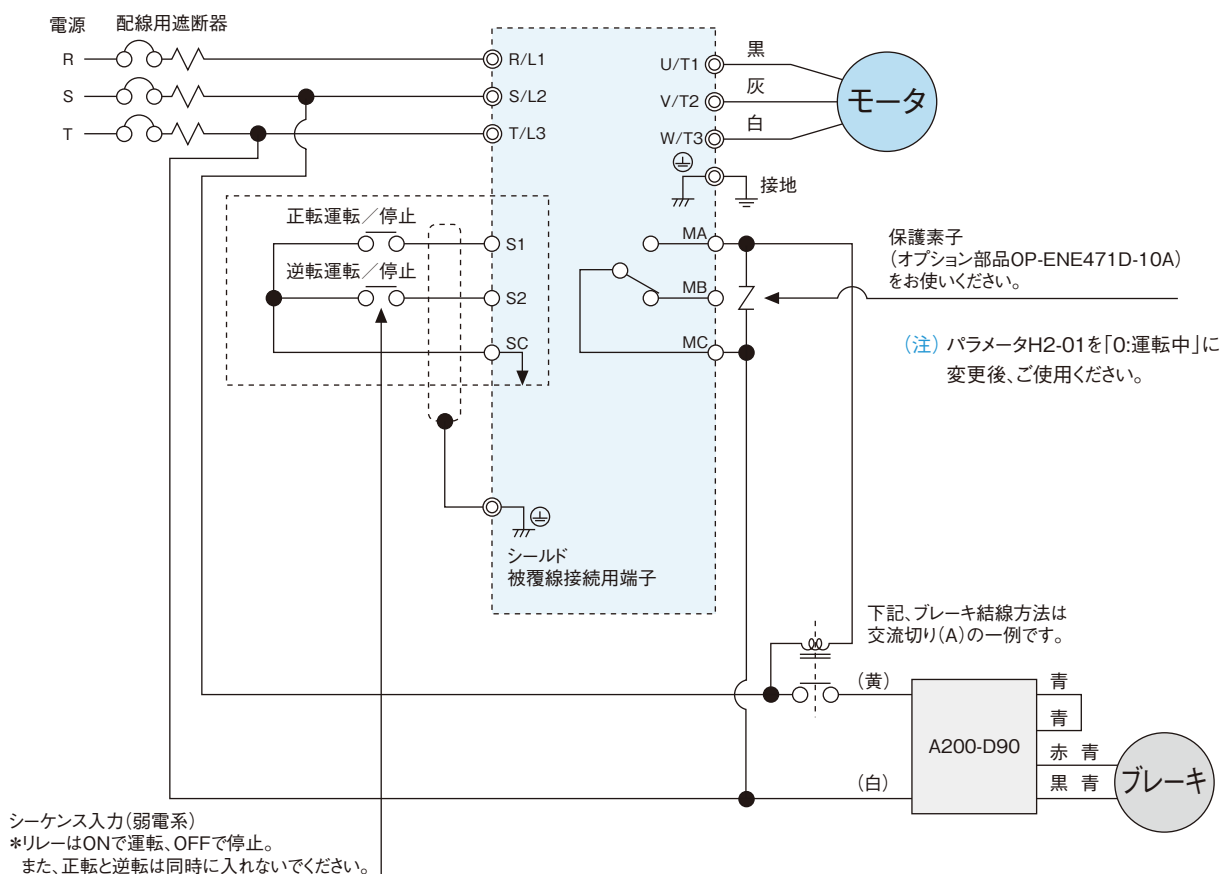 電源
配線用遮断器
R
S
T
R/L1
S/L2
T/L3
U/T1
V/T2
W/T3
黒
灰
白
モータ
接地
正転運転／停止
逆転運転／停止
S1
S2
SC
MA
MB
MC
保護素子
（オプション部品OP-ENE471D-10A）
をお使いください。
（注） パラメータH2-01を「0:運転中」に
変更後、ご使用ください。
シールド
被覆線接続用端子
下記、ブレーキ結線方法は
交流切り（A）の一例です。
（黄）
（白）
A200-D90
青
青
赤 青
黒 青
ブレーキ
シーケンス入力（弱電系）
*リレーはONで運転、OFFで停止。
また、正転と逆転は同時に入れないでください。